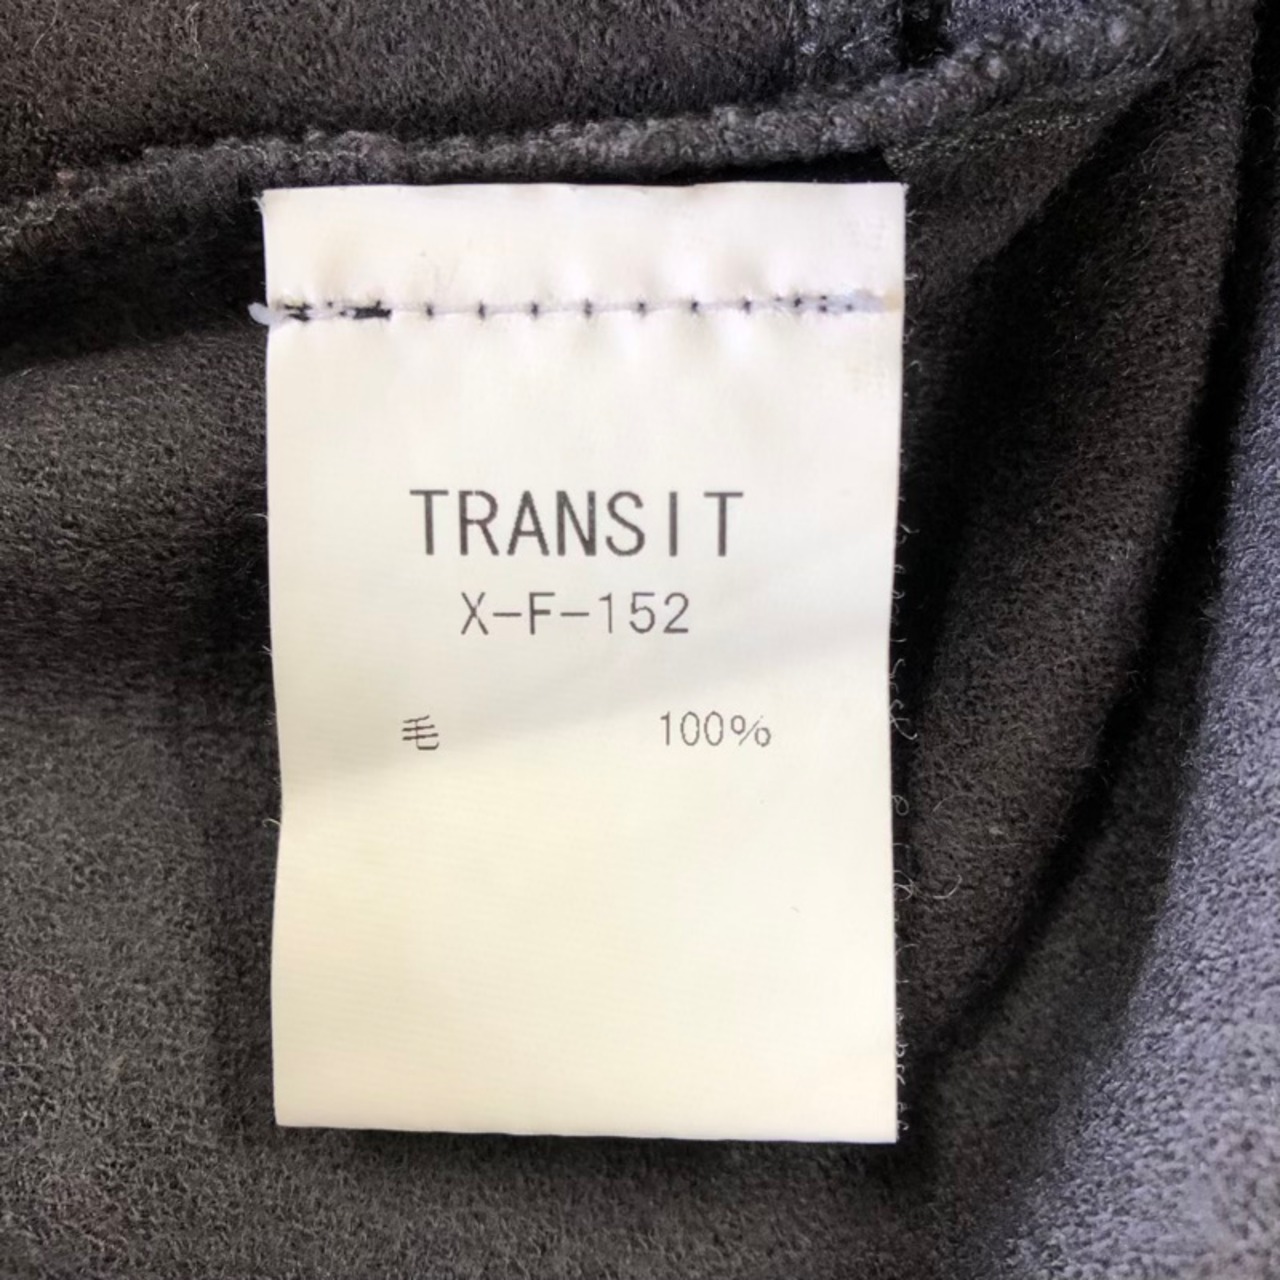 TRANSIT
X-F-152
毛 100%